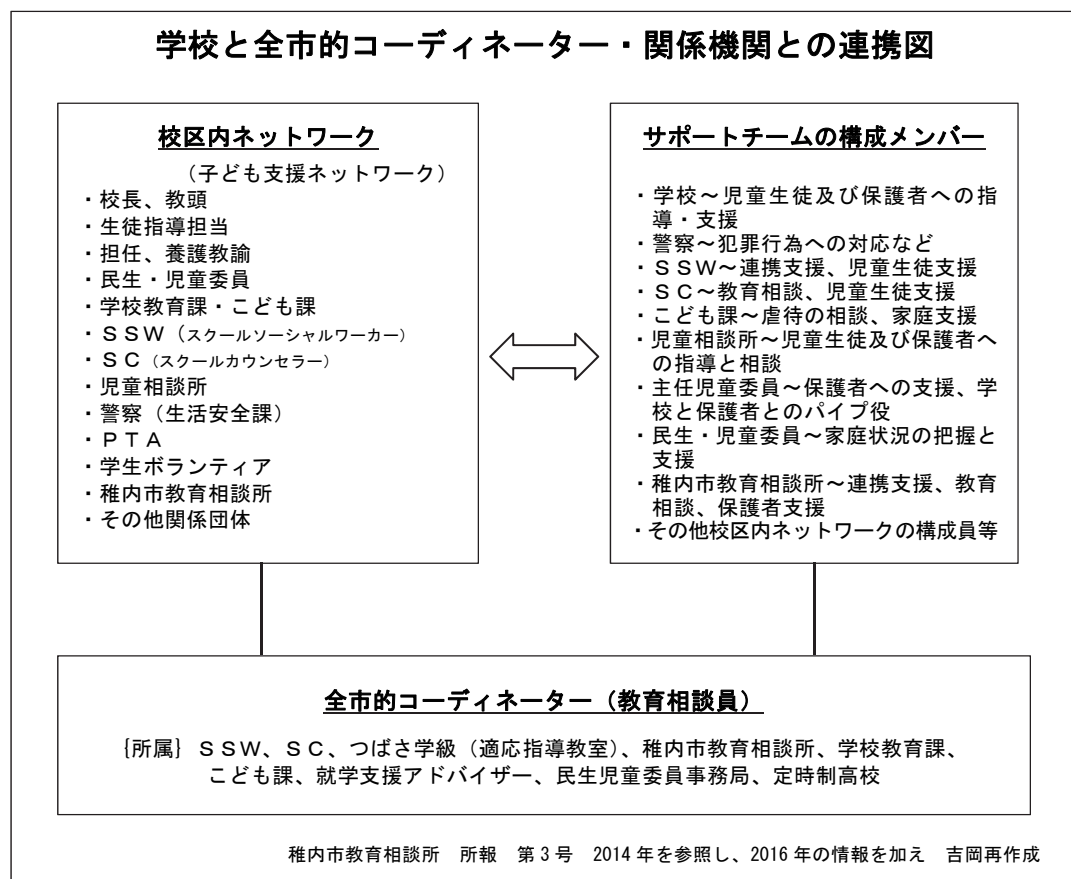 学校と全市的コーディネーター・関係機関との連携図
校区内ネットワーク
（子ども支援ネットワーク）
・校長、教頭
・生徒指導担当
・担任、養護教諭
・民生・児童委員
・学校教育課・こども課
・ＳＳＷ（スクールソーシャルワーカー）
・ＳＣ（スクールカウンセラー）
・児童相談所
・警察（生活安全課）
・ＰＴＡ
・学生ボランティア
・稚内市教育相談所
・その他関係団体
サポートチームの構成メンバー
・学校～児童生徒及び保護者への指
導・支援
・警察～犯罪行為への対応など
・ＳＳＷ～連携支援、児童生徒支援
・ＳＣ～教育相談、児童生徒支援
・こども課～虐待の相談、家庭支援
・児童相談所～児童生徒及び保護者へ
の指導と相談
・主任児童委員～保護者への支援、学
校と保護者とのパイプ役
・民生・児童委員～家庭状況の把握と
支援
・稚内市教育相談所～連携支援、教育
相談、保護者支援
・その他校区内ネットワークの構成員等
全市的コーディネーター（教育相談員）
{所属} ＳＳＷ、ＳＣ、つばさ学級（適応指導教室）、稚内市教育相談所、学校教育課、
こども課、就学支援アドバイザー、民生児童委員事務局、定時制高校
稚内市教育相談所　所報　第３号　2014 年を参照し、2016 年の情報を加え　吉岡再作成